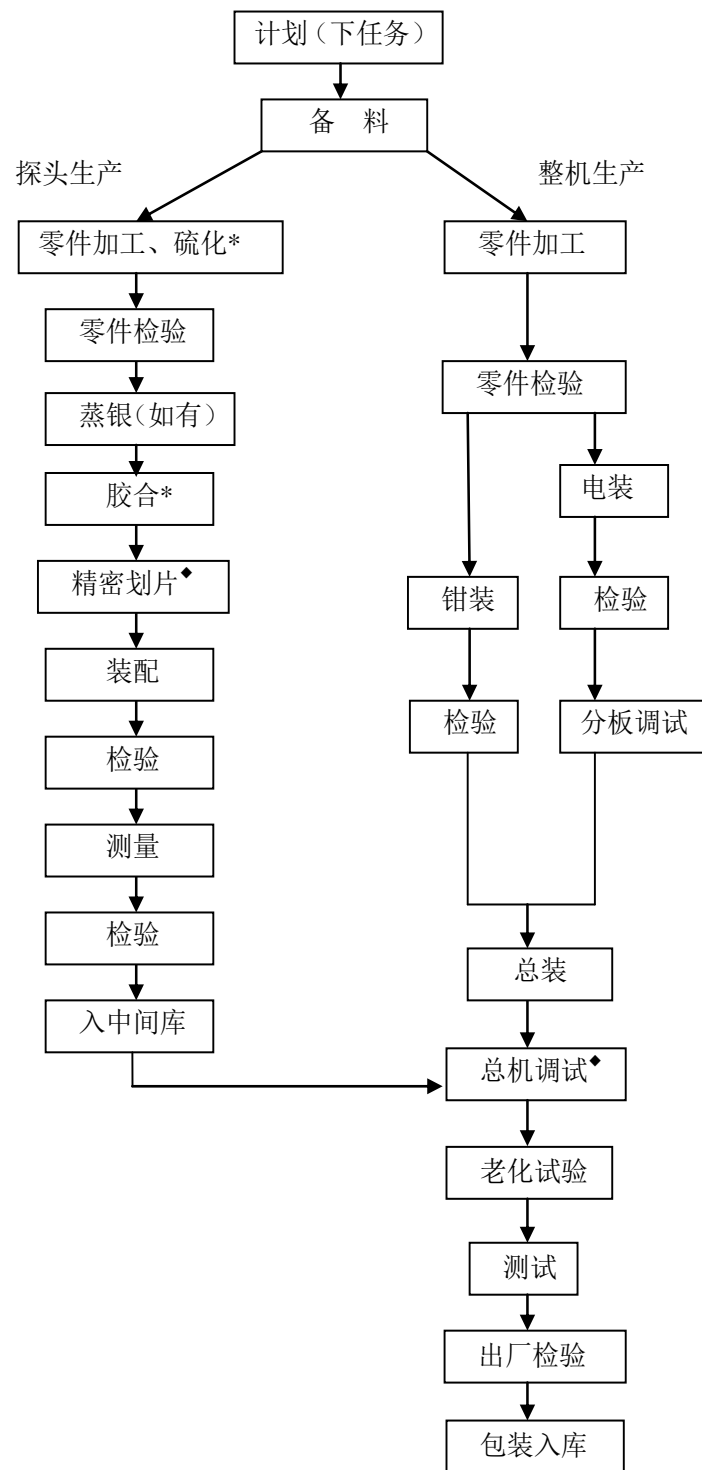 计划（下任务）
备 料
探头生产
整机生产
零件加工、硫化*
零件加工
零件检验
零件检验
蒸银（如有）
胶合*
电装
精密划片◆
钳装
检验
装配
检验
分板调试
检验
测量
检验
总装
入中间库
总机调试◆
老化试验
测试
出厂检验
包装入库